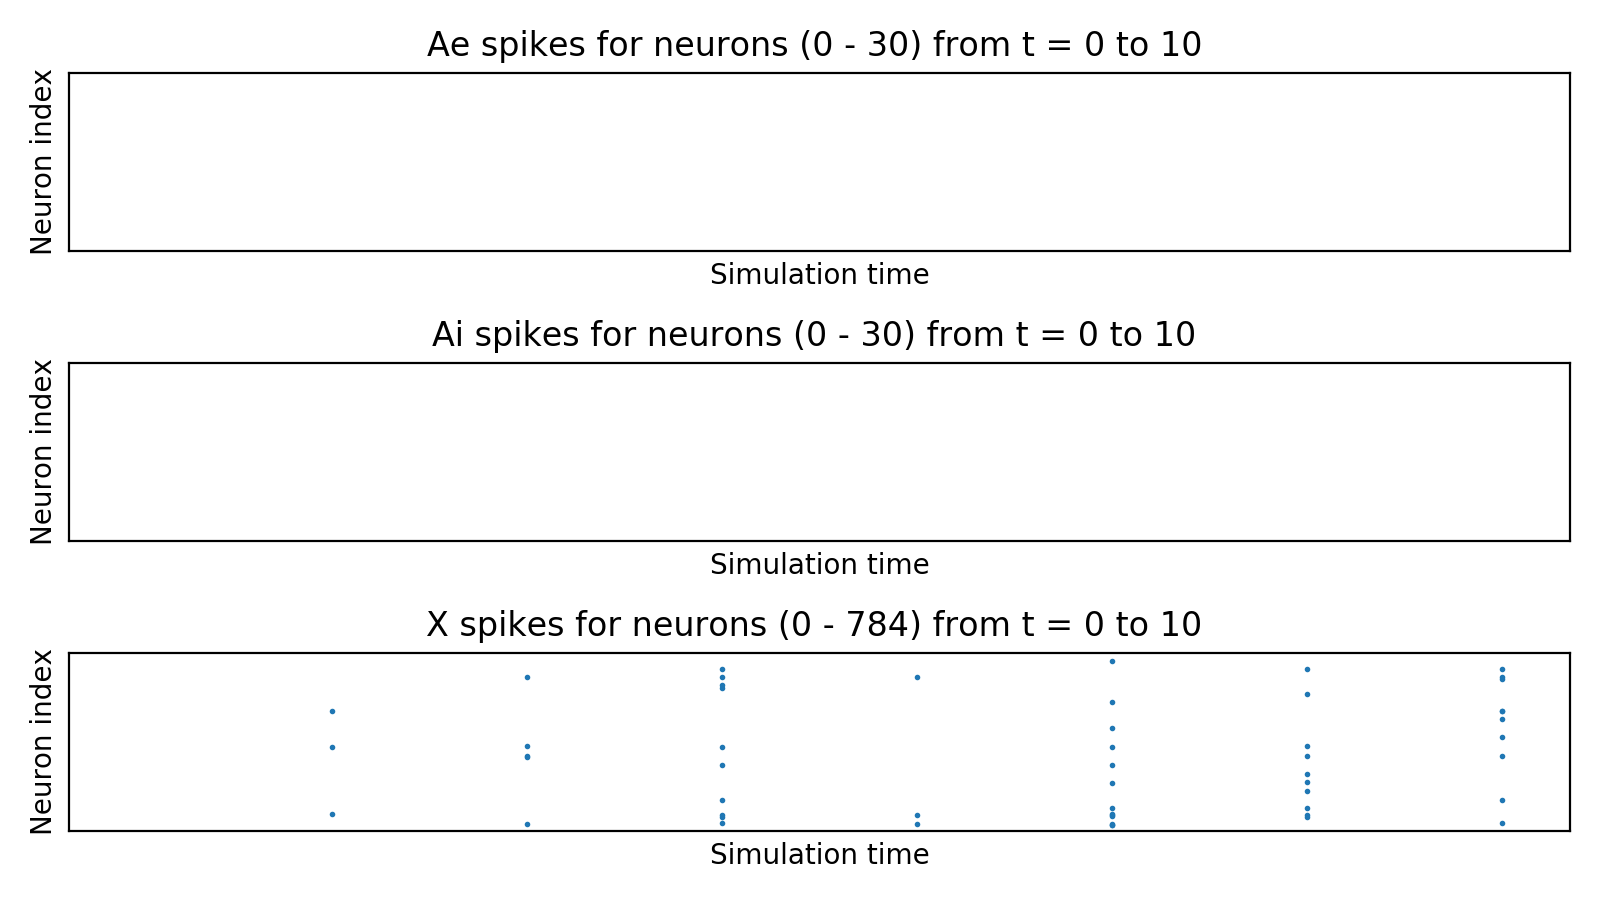 Ae spikes for neurons (0 - 30) from t = 0 to 10
Neuron index
Simulation time
Ai spikes for neurons (0 - 30) from t = 0 to 10
Neuron index
Simulation time
X spikes for neurons (0 - 784) from t = 0 to 10
Neuron index
Simulation time